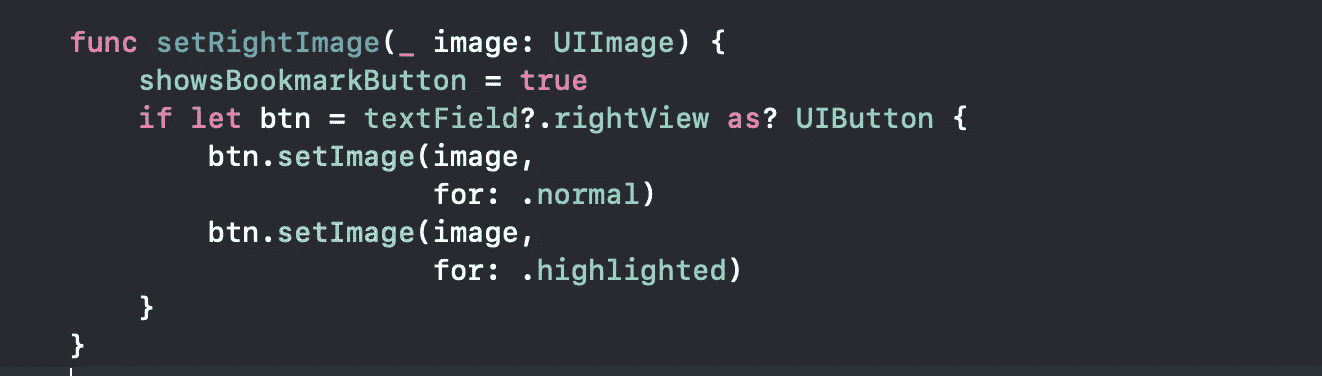 func setRightImage(_ image: UIImage) {
showsBookmarkButton = true
if let btn = textField?.rightView as? UIButton {
btn.setImage(image,
for: .normal)
btn.setImage(image,
for: .highlighted)
}
}